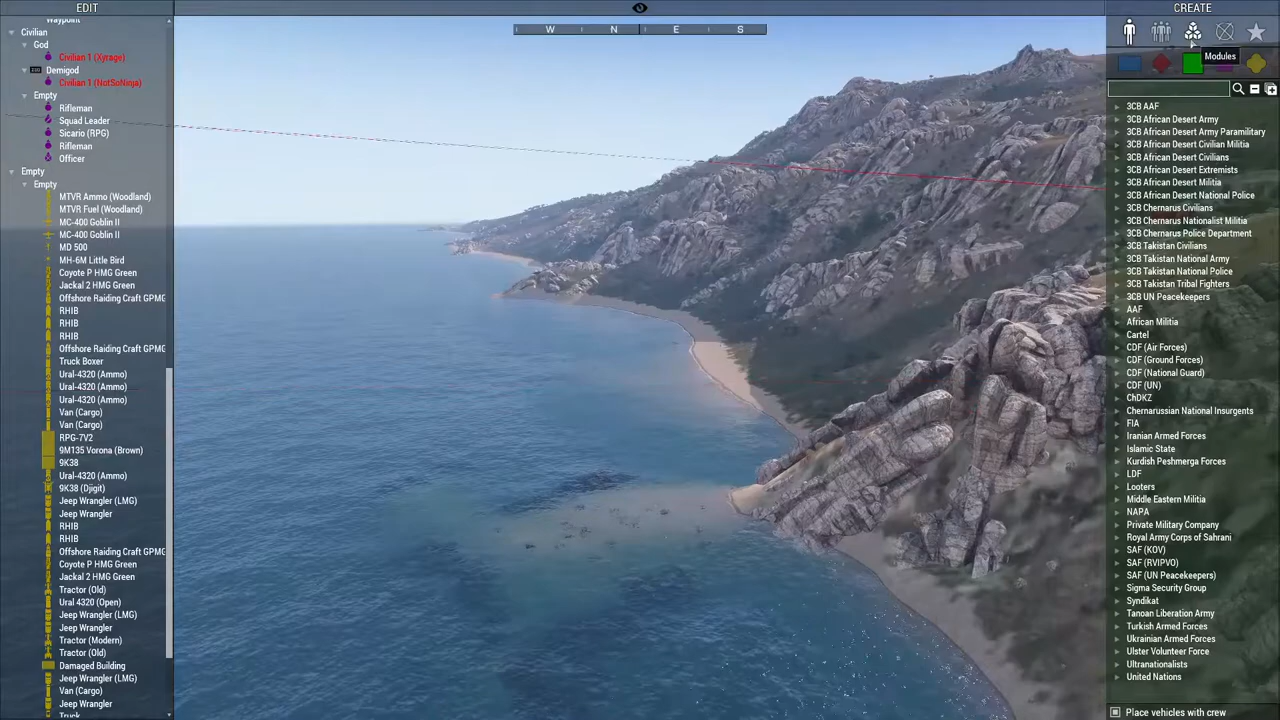 EDIT
Waypoint
Civilian
God
Civilian 1 (Xyrage)
Demigod
Civilian 1 (NotSoNinja)
Empty
Rifleman
Squad Leader
Sicario (RPG)
Rifleman
Officer
Empty
Empty
MTVR Ammo (Woodland)
MTVR Fuel (Woodland)
MC-400 Goblin II
MC-400 Goblin II
MD 500
MH-6M Little Bird
Coyote P HMG Green
Jackal 2 HMG Green
Offshore Raiding Craft GPMG
RHIB
RHIB
RHIB
Offshore Raiding Craft GPMG
Truck Boxer
Ural-4320 (Ammo)
Ural-4320 (Ammo)
Ural-4320 (Ammo)
Van (Cargo)
Van (Cargo)
RPG-7V2
9M135 Vorona (Brown)
9K38
Ural-4320 (Ammo)
9K38 (Djigit)
Jeep Wrangler (LMG)
Jeep Wrangler
RHIB
RHIB
Offshore Raiding Craft GPMG
Coyote P HMG Green
Jackal 2 HMG Green
Tractor (Old)
Ural 4320 (Open)
Jeep Wrangler (LMG)
Jeep Wrangler
Tractor (Modern)
Tractor (Old)
Damaged Building
Jeep Wrangler (LMG)
Van (Cargo)
Jeep Wrangler
Truck
W N E S
CREATE
Modules
3CB AAF
3CB African Desert Army
3CB African Desert Army Paramilitary
3CB African Desert Civilian Militia
3CB African Desert Civilians
3CB African Desert Extremists
3CB African Desert Militia
3CB African Desert National Police
3CB Chernarus Civilians
3CB Chernarus Nationalist Militia
3CB Chernarus Police Department
3CB Takistan Civilians
3CB Takistan National Army
3CB Takistan National Police
3CB Takistan Tribal Fighters
3CB UN Peacekeepers
AAF
African Militia
Cartel
CDF (Air Forces)
CDF (Ground Forces)
CDF (National Guard)
CDF (UN)
ChDKZ
Chernarussian National Insurgents
FIA
Iranian Armed Forces
Islamic State
Kurdish Peshmerga Forces
LDF
Looters
Middle Eastern Militia
NAPA
Private Military Company
Royal Army Corps of Sahrani
SAF (KOV)
SAF (RVIPVO)
SAF (UN Peacekeepers)
Sigma Security Group
Syndikat
Tanoan Liberation Army
Turkish Armed Forces
Ukrainian Armed Forces
Ulster Volunteer Force
Ultranationalists
United Nations
Place vehicles with crew